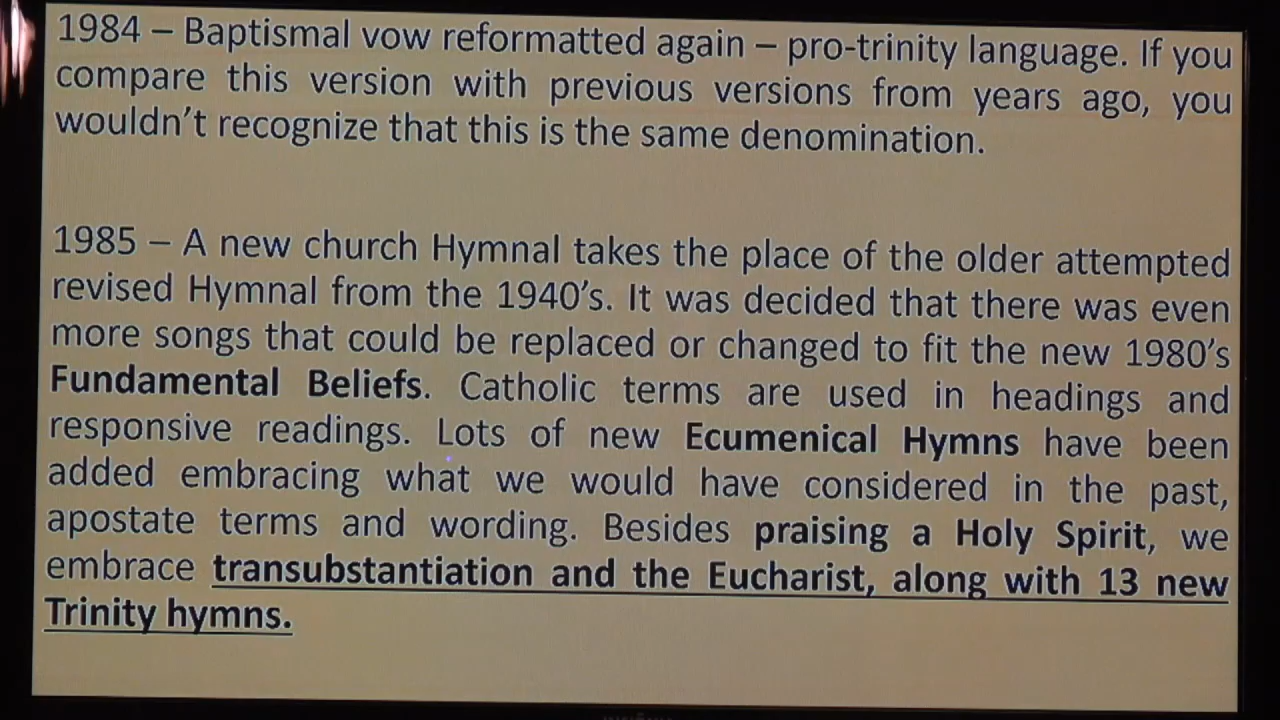 1984 – Baptismal vow reformatted again – pro-trinity language. If you
compare this version with previous versions from years ago, you
wouldn't recognize that this is the same denomination.
1985 – A new church Hymnal takes the place of the older attempted
revised Hymnal from the 1940's. It was decided that there was even
more songs that could be replaced or changed to fit the new 1980's
Fundamental Beliefs. Catholic terms are used in headings and
responsive readings. Lots of new Ecumenical Hymns have been
added embracing what we would have considered in the past,
apostate terms and wording. Besides praising a Holy Spirit, we
embrace transubstantiation and the Eucharist, along with 13 new
Trinity hymns.